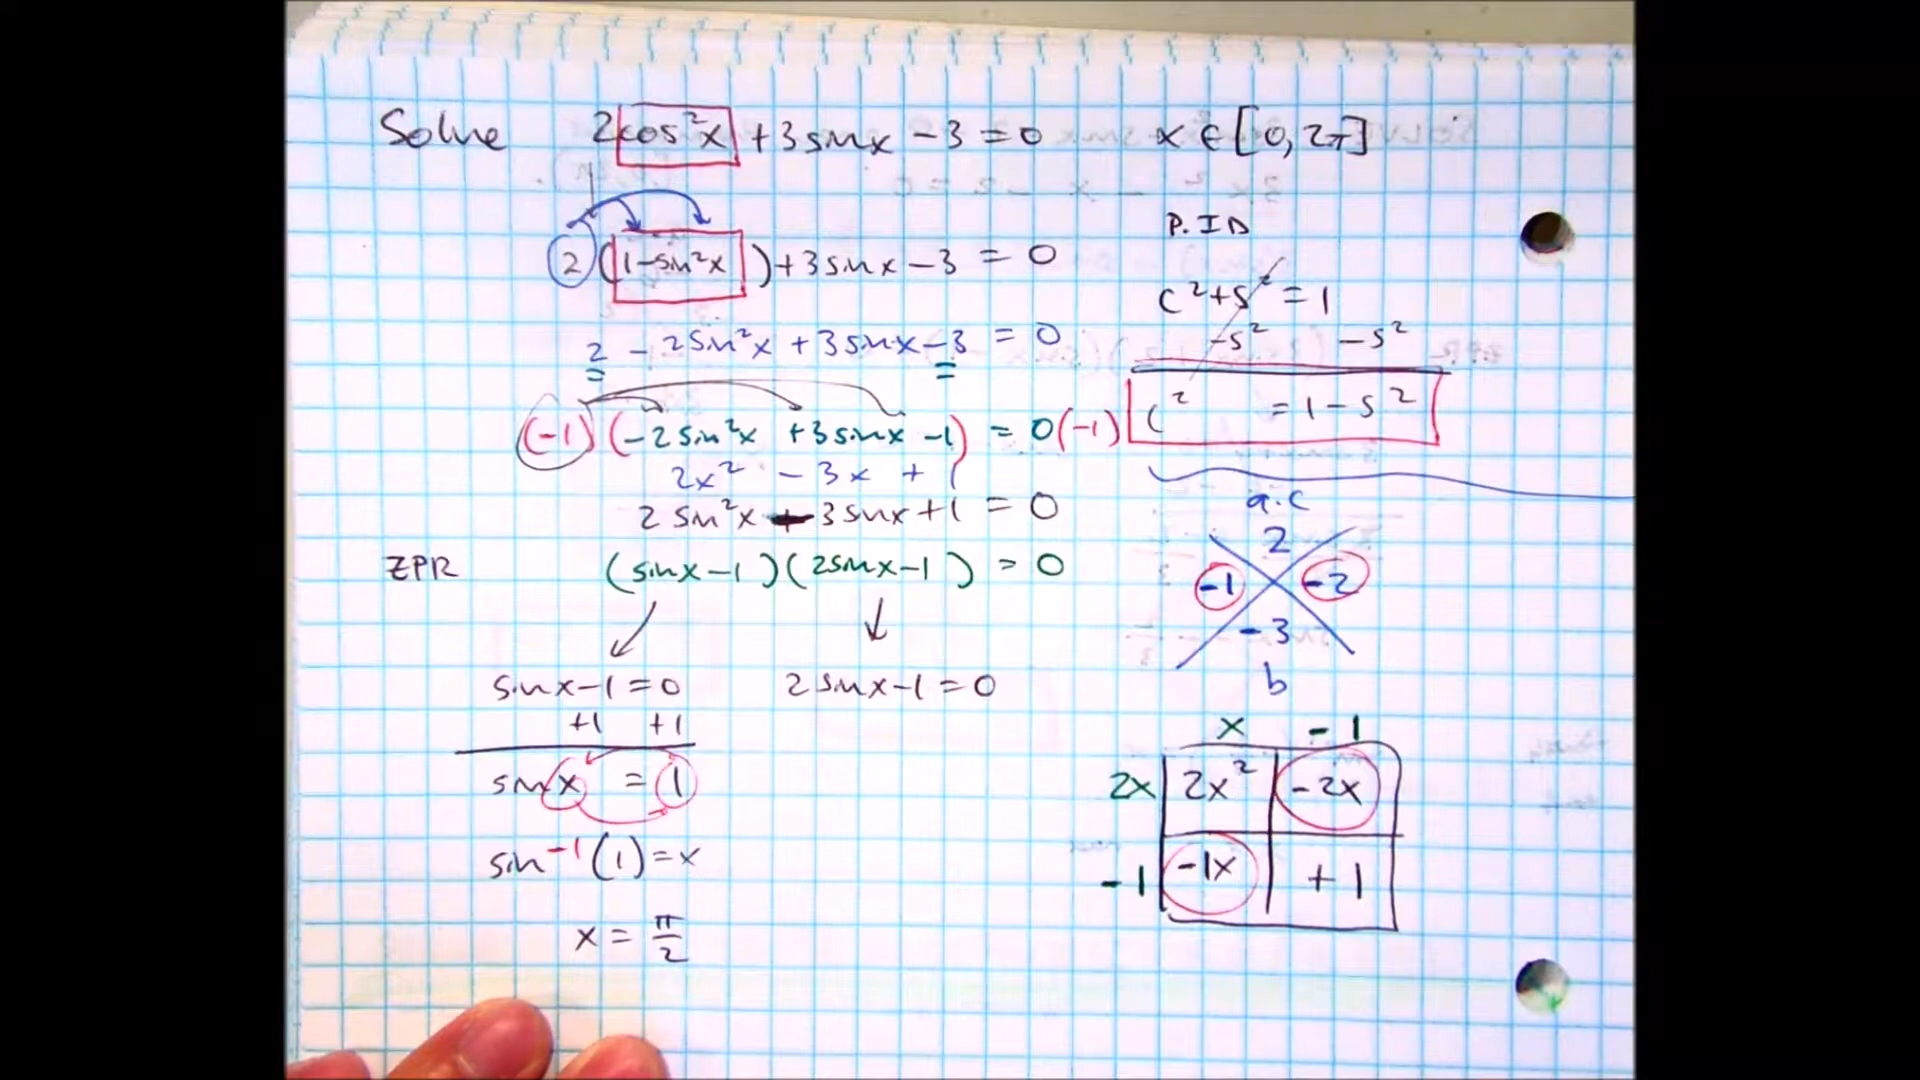 Solve 2cos²x +3sinx −3 = 0 x ∈ [0, 2π]
2 (1−sin²x) +3sinx −3 = 0
2 − 2sin²x + 3sinx −3 = 0
(−1) (−2sin²x +3sinx −1) = 0(−1)
2x² − 3x + 1
2sin²x − 3sinx +1 = 0
ZPR (sinx −1)(2sinx−1) = 0
sinx −1 = 0 2sinx −1 = 0
+1 +1
sinx = 1
sin⁻¹(1) = x
x = π/2
P.ID
c²+s² = 1
−s² −s²
c² = 1 − s²
a.c
2
−1 −2
−3
b
x −1
2x 2x² −2x
−1 −1x +1